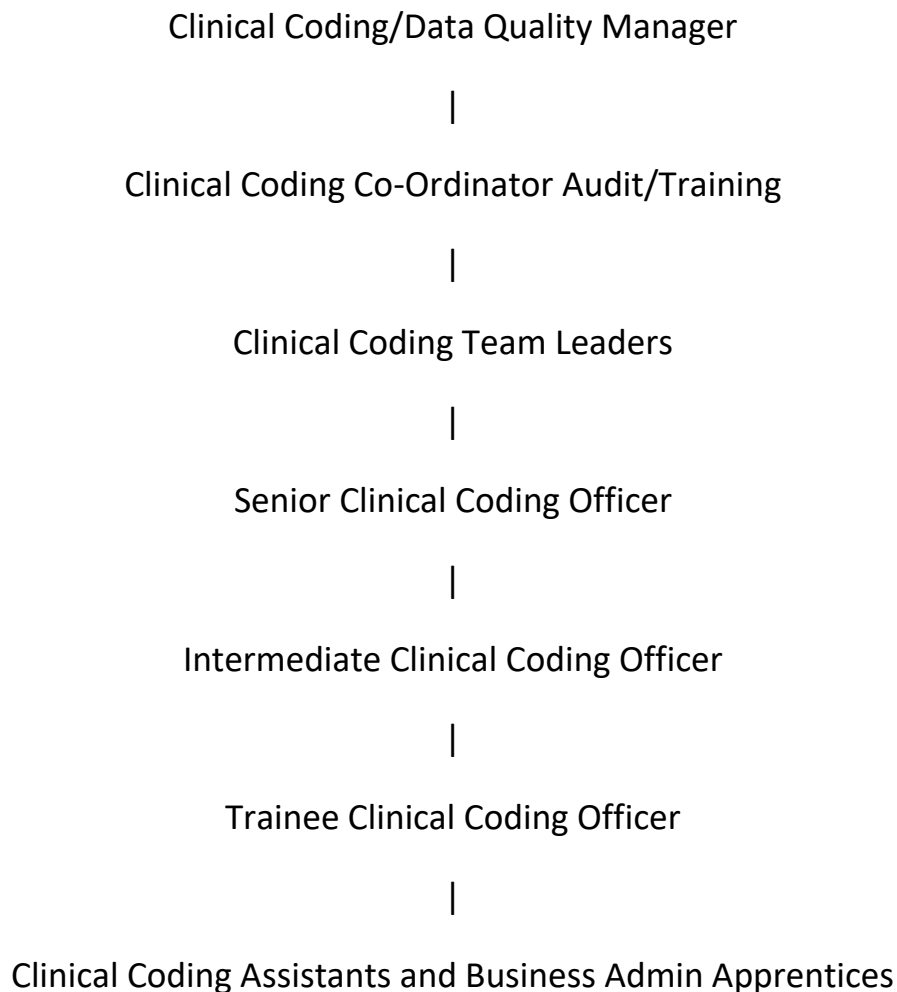 Clinical Coding/Data Quality Manager
|
Clinical Coding Co-Ordinator Audit/Training
|
Clinical Coding Team Leaders
|
Senior Clinical Coding Officer
|
Intermediate Clinical Coding Officer
|
Trainee Clinical Coding Officer
|
Clinical Coding Assistants and Business Admin Apprentices